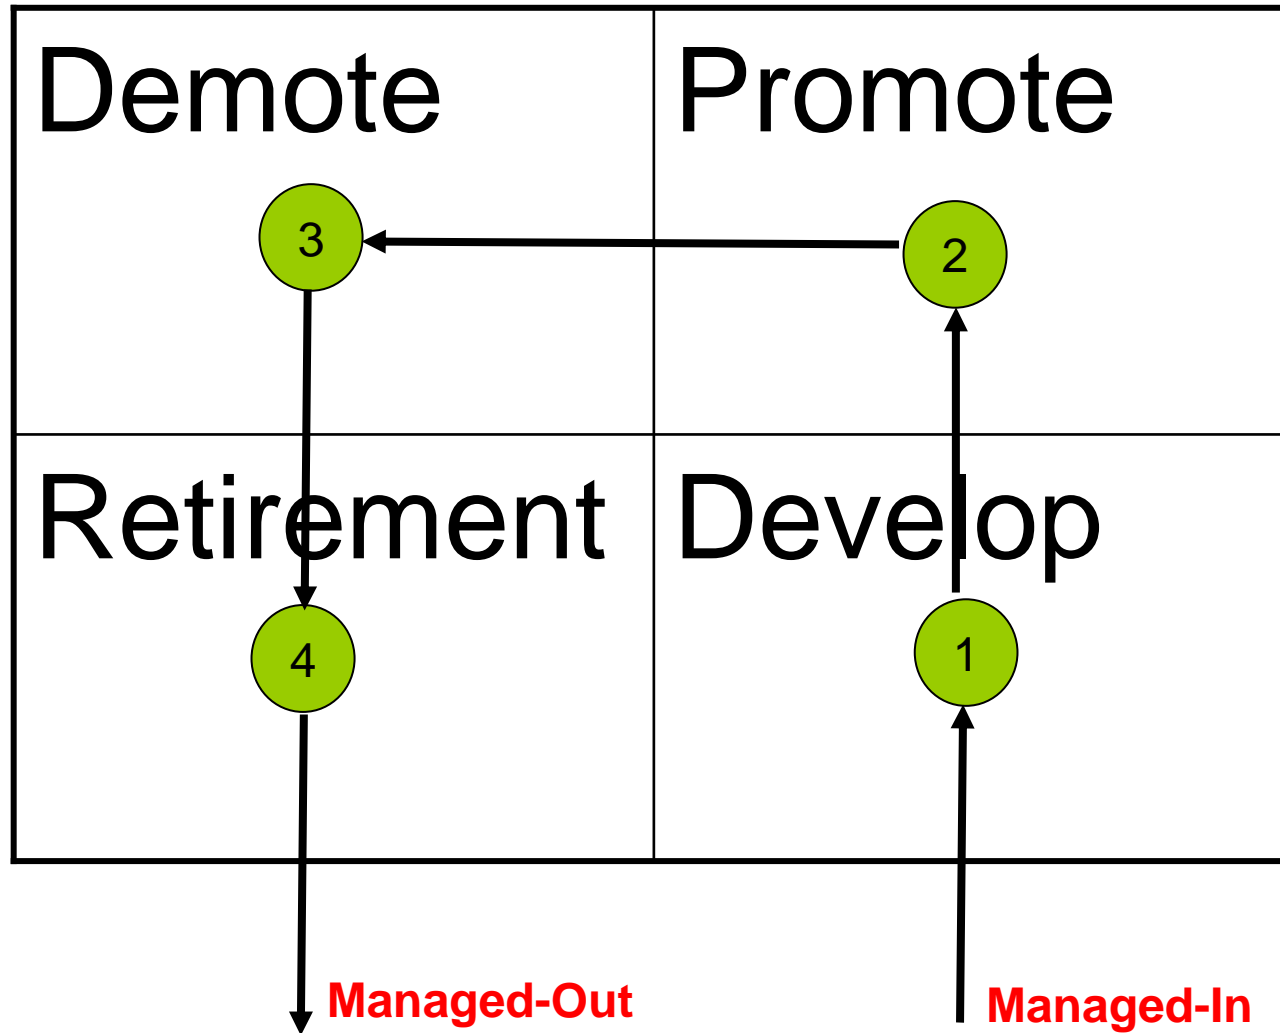 Demote
Promote
3
2
Retirement
Develop
4
1
Managed-Out
Managed-In